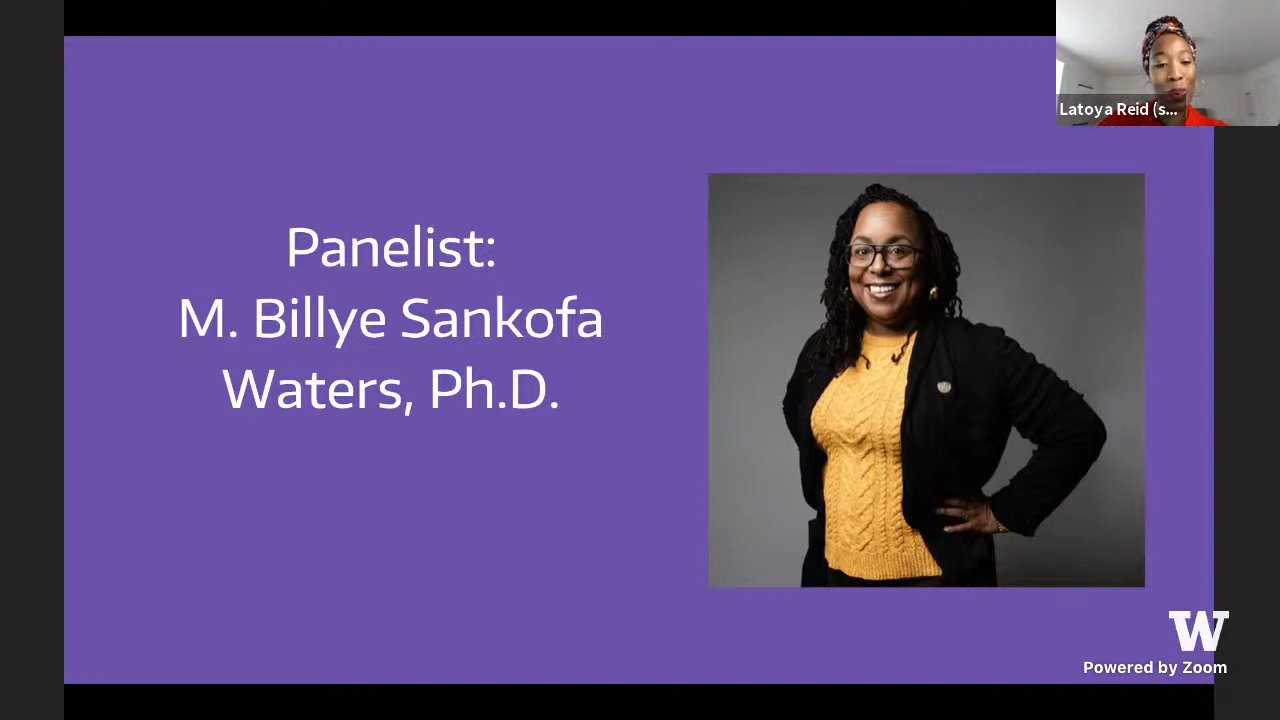 Latoya Reid (s...
Panelist:
M. Billye Sankofa
Waters, Ph.D.
W
Powered by Zoom